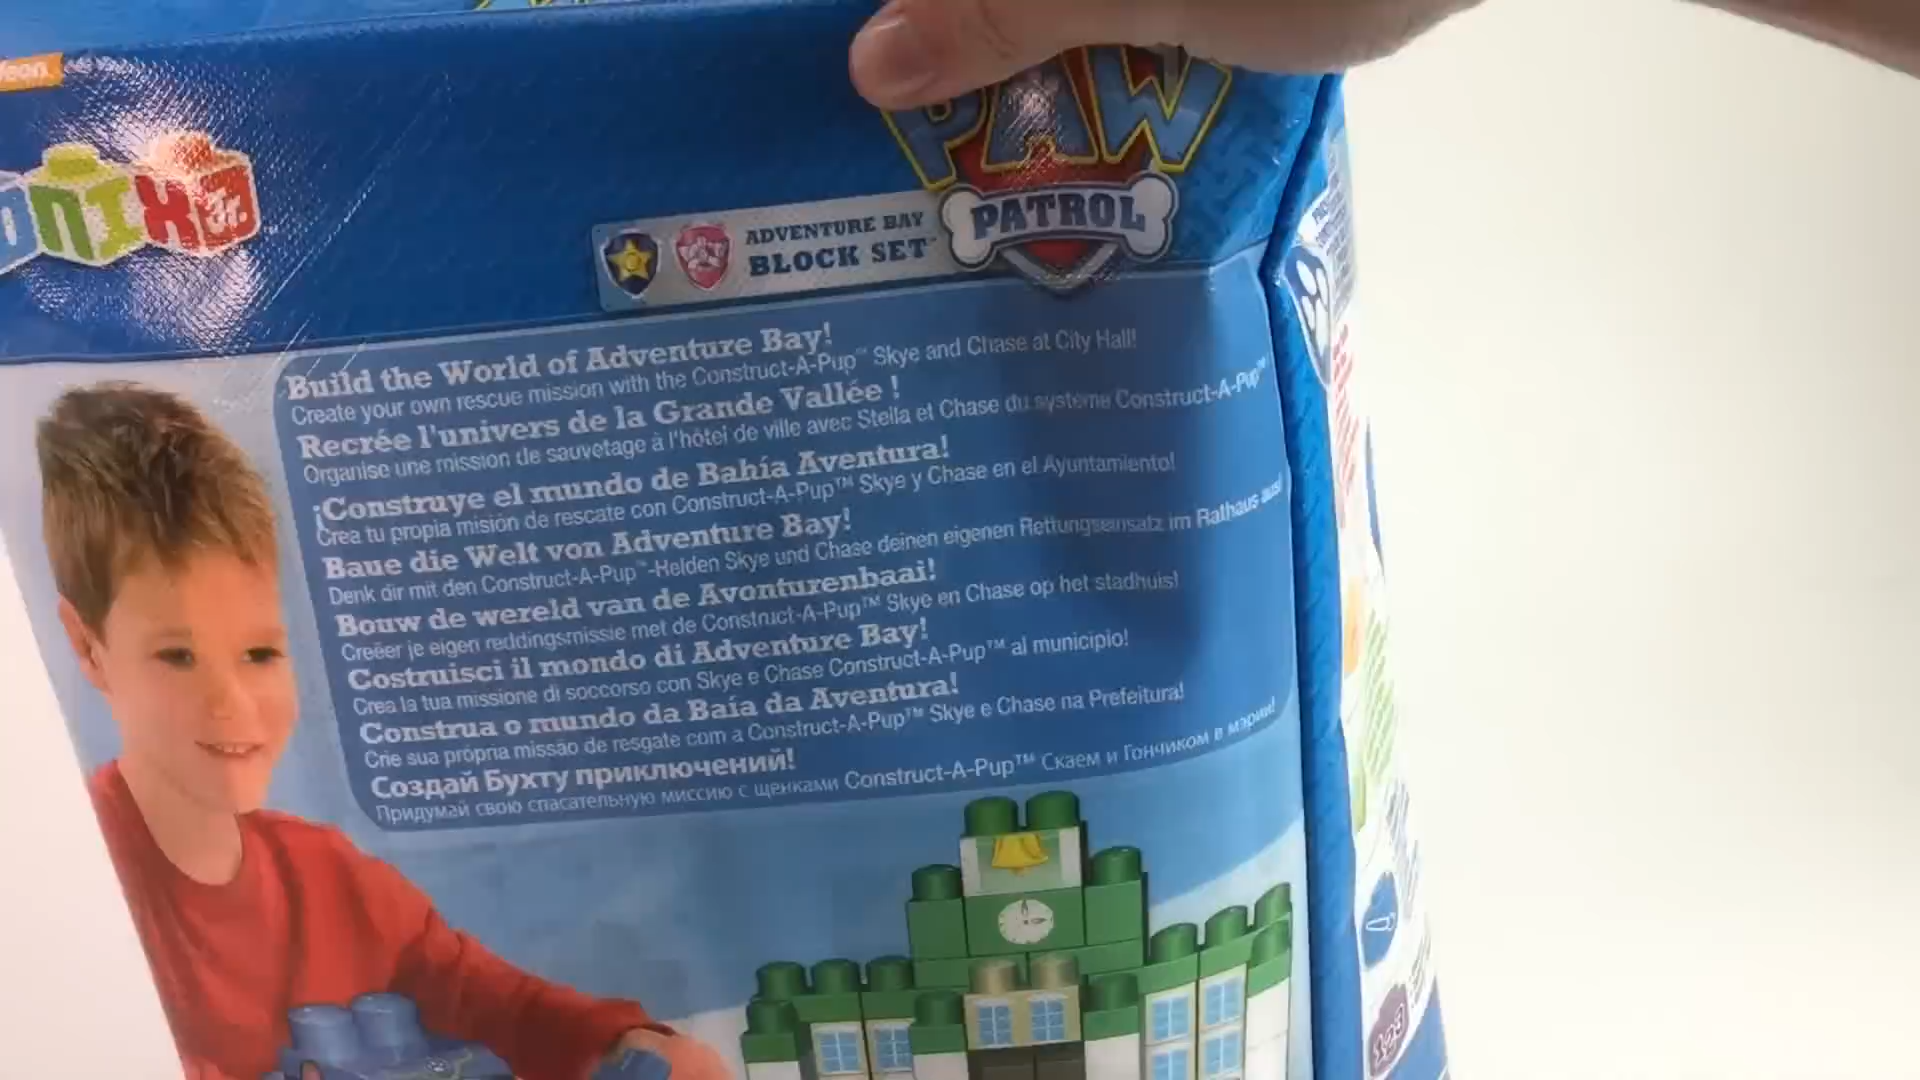 PAW
PATROL
Jr.
ADVENTURE BAY
BLOCK SET™
Build the World of Adventure Bay!
Create your own rescue mission with the Construct-A-Pup™ Skye and Chase at City Hall!
Recrée l'univers de la Grande Vallée !
Organise une mission de sauvetage à l'hôtel de ville avec Stella et Chase du système Construct-A-Pup™
¡Construye el mundo de Bahía Aventura!
Crea tu propia misión de rescate con Construct-A-Pup™ Skye y Chase en el Ayuntamiento!
Baue die Welt von Adventure Bay!
Denk dir mit den Construct-A-Pup™-Helden Skye und Chase deinen eigenen Rettungseinsatz im Rathaus aus!
Bouw de wereld van de Avonturenbaai!
Creëer je eigen reddingsmissie met de Construct-A-Pup™ Skye en Chase op het stadhuis!
Costruisci il mondo di Adventure Bay!
Crea la tua missione di soccorso con Skye e Chase Construct-A-Pup™ al municipio!
Construa o mundo da Baía da Aventura!
Crie sua própria missão de resgate com a Construct-A-Pup™ Skye e Chase na Prefeitura!
Создай Бухту приключений!
Придумай свою спасательную миссию с щенками Construct-A-Pup™ Скаем и Гончиком в мэрии!
123